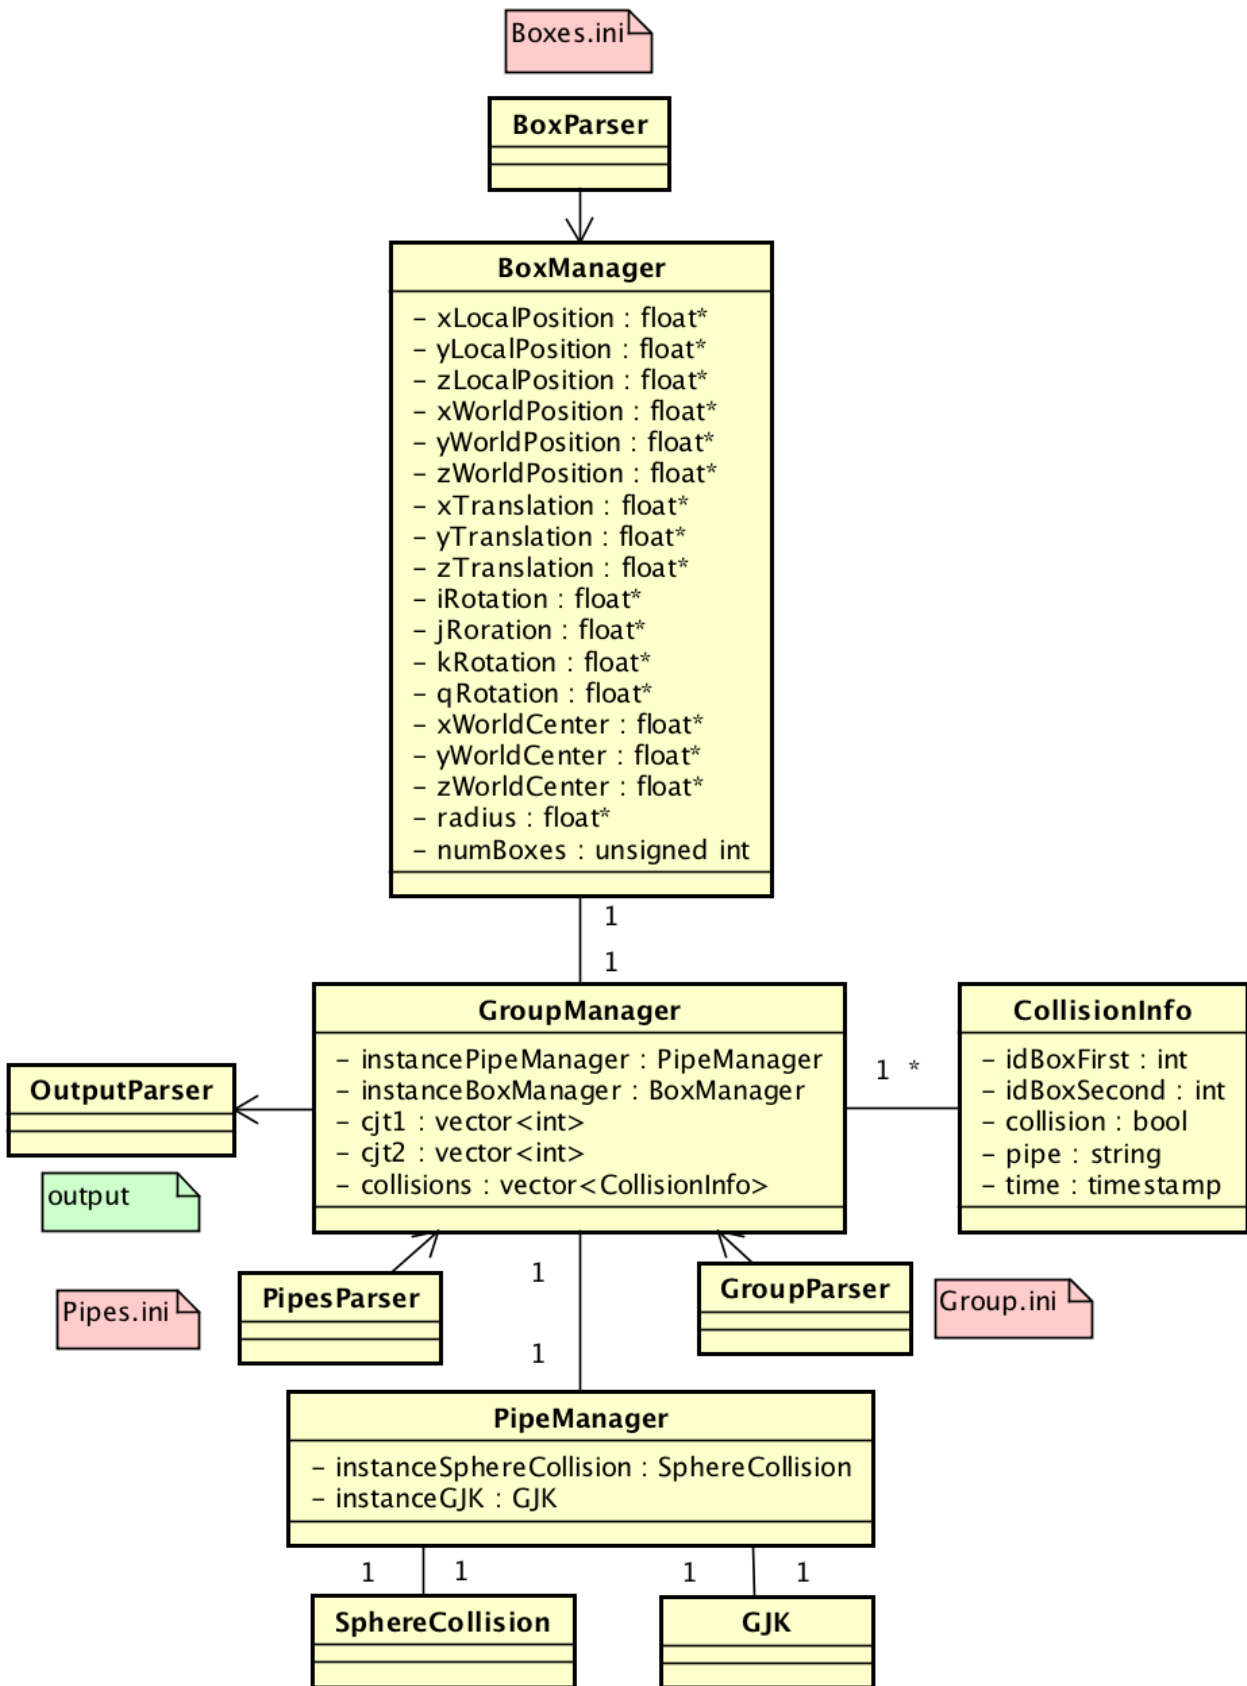 Boxes.ini
BoxParser
BoxManager
- xLocalPosition : float*
- yLocalPosition : float*
- zLocalPosition : float*
- xWorldPosition : float*
- yWorldPosition : float*
- zWorldPosition : float*
- xTranslation : float*
- yTranslation : float*
- zTranslation : float*
- iRotation : float*
- jRoration : float*
- kRotation : float*
- qRotation : float*
- xWorldCenter : float*
- yWorldCenter : float*
- zWorldCenter : float*
- radius : float*
- numBoxes : unsigned int
1
1
GroupManager
- instancePipeManager : PipeManager
- instanceBoxManager : BoxManager
- cjt1 : vector<int>
- cjt2 : vector<int>
- collisions : vector<CollisionInfo>
1 *
CollisionInfo
- idBoxFirst : int
- idBoxSecond : int
- collision : bool
- pipe : string
- time : timestamp
OutputParser
output
Pipes.ini
PipesParser
1
1
GroupParser
Group.ini
PipeManager
- instanceSphereCollision : SphereCollision
- instanceGJK : GJK
1 1
1 1
SphereCollision
GJK